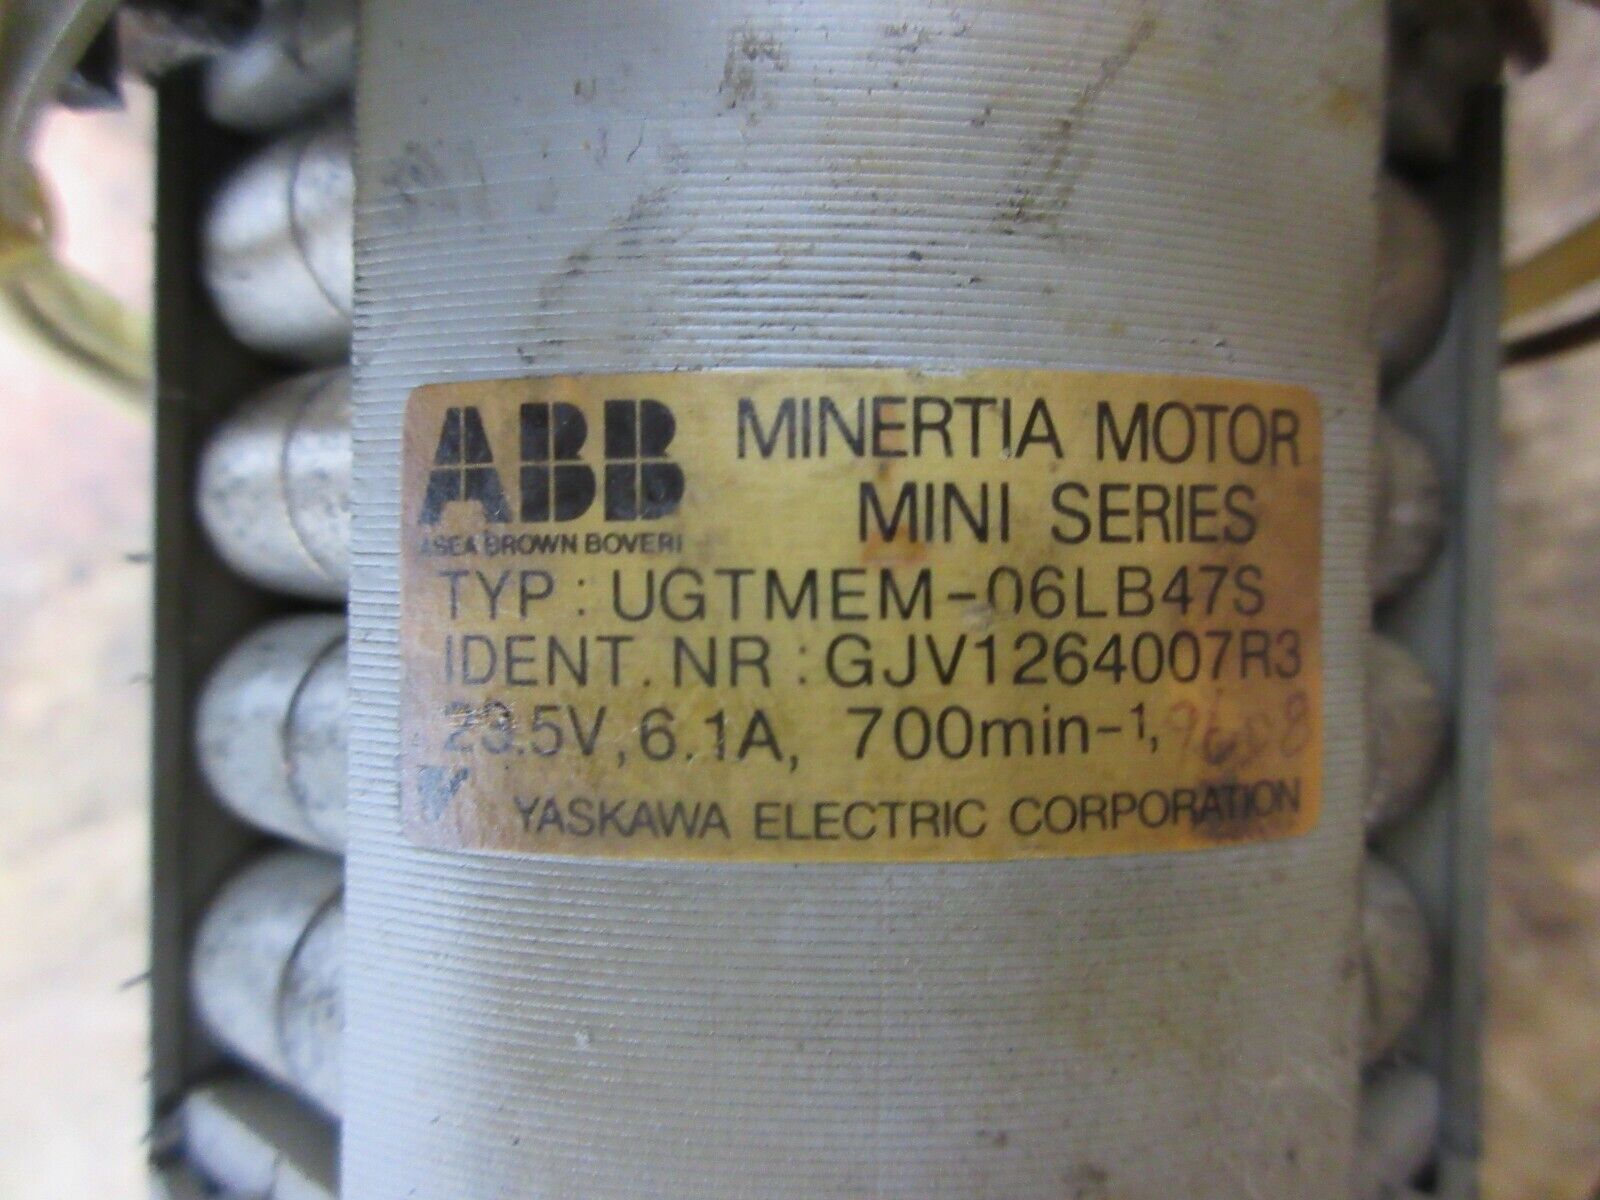 ABB
ASEA BROWN BOVERI
MINERTIA MOTOR
MINI SERIES
TYP: UGTMEM-06LB47S
IDENT. NR: GJV1264007R3
23.5V, 6.1A, 700min-1, 9608
YASKAWA ELECTRIC CORPORATION